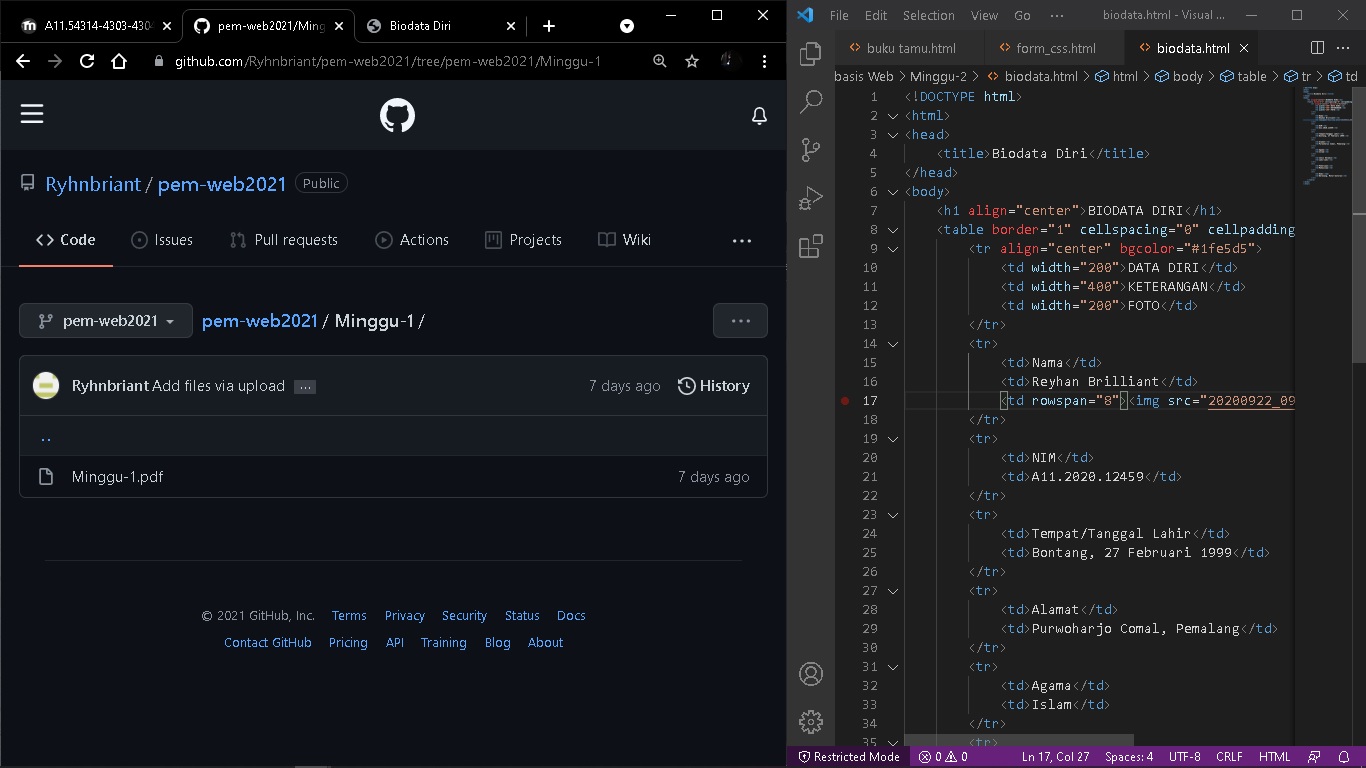 A11.54314-4303-430
pem-web2021/Ming
Biodata Diri
github.com/Ryhnbriant/pem-web2021/tree/pem-web2021/Minggu-1
Ryhnbriant / pem-web2021 Public
Code Issues Pull requests Actions Projects Wiki ...
pem-web2021
pem-web2021 / Minggu-1 /
...
Ryhnbriant Add files via upload ... 7 days ago History
..
Minggu-1.pdf 7 days ago
© 2021 GitHub, Inc. Terms Privacy Security Status Docs
Contact GitHub Pricing API Training Blog About
File Edit Selection View Go ... biodata.html - Visual ...
buku tamu.html form_css.html biodata.html ...
basis Web > Minggu-2 > biodata.html > html > body > table > tr > td
1 <!DOCTYPE html>
2 <html>
3 <head>
4 <title>Biodata Diri</title>
5 </head>
6 <body>
7 <h1 align="center">BIODATA DIRI</h1>
8 <table border="1" cellspacing="0" cellpadding
9 <tr align="center" bgcolor="#1fe5d5">
10 <td width="200">DATA DIRI</td>
11 <td width="400">KETERANGAN</td>
12 <td width="200">FOTO</td>
13 </tr>
14 <tr>
15 <td>Nama</td>
16 <td>Reyhan Brilliant</td>
17 <td rowspan="8"><img src="20200922_09
18 </tr>
19 <tr>
20 <td>NIM</td>
21 <td>A11.2020.12459</td>
22 </tr>
23 <tr>
24 <td>Tempat/Tanggal Lahir</td>
25 <td>Bontang, 27 Februari 1999</td>
26 </tr>
27 <tr>
28 <td>Alamat</td>
29 <td>Purwoharjo Comal, Pemalang</td>
30 </tr>
31 <tr>
32 <td>Agama</td>
33 <td>Islam</td>
34 </tr>
35 <tr>
Restricted Mode 0 0 Ln 17, Col 27 Spaces: 4 UTF-8 CRLF HTML